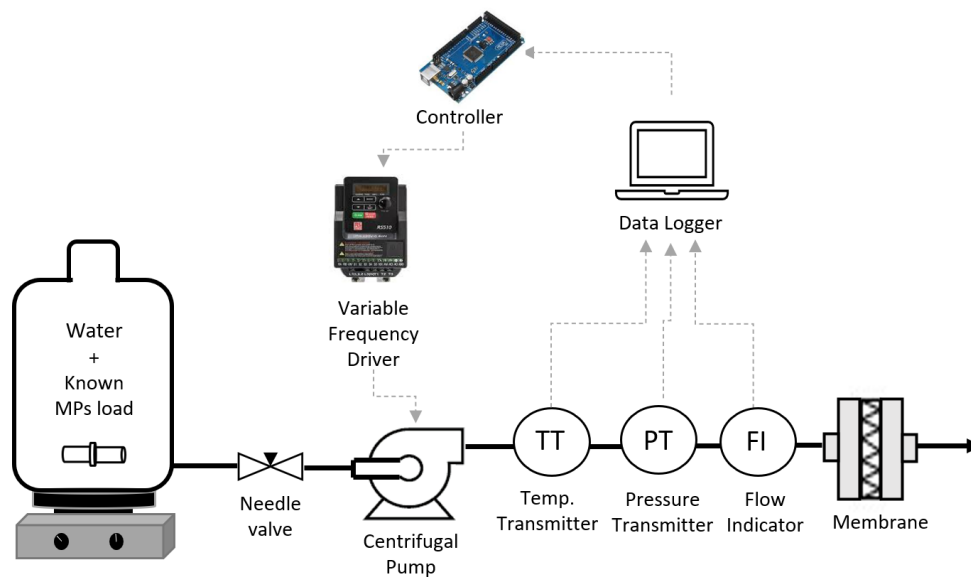 Controller
Data Logger
RS510
Variable
Frequency
Driver
Water
+
Known
MPs load
TT
PT
FI
Needle
valve
Centrifugal
Pump
Temp.
Transmitter
Pressure
Transmitter
Flow
Indicator
Membrane